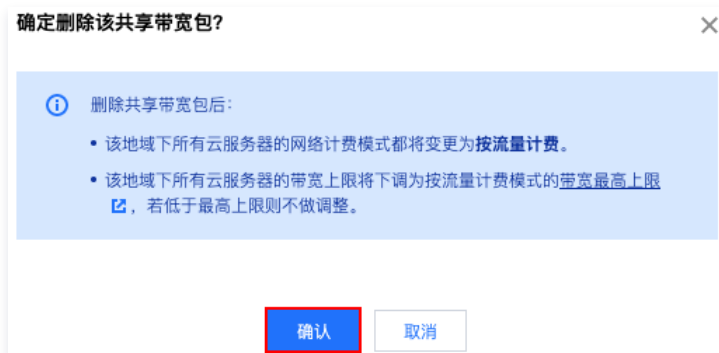 确定删除该共享带宽包?
删除共享带宽包后:
• 该地域下所有云服务器的网络计费模式都将变更为按流量计费。
• 该地域下所有云服务器的带宽上限将下调为按流量计费模式的带宽最高上限
，若低于最高上限则不做调整。
确认
取消